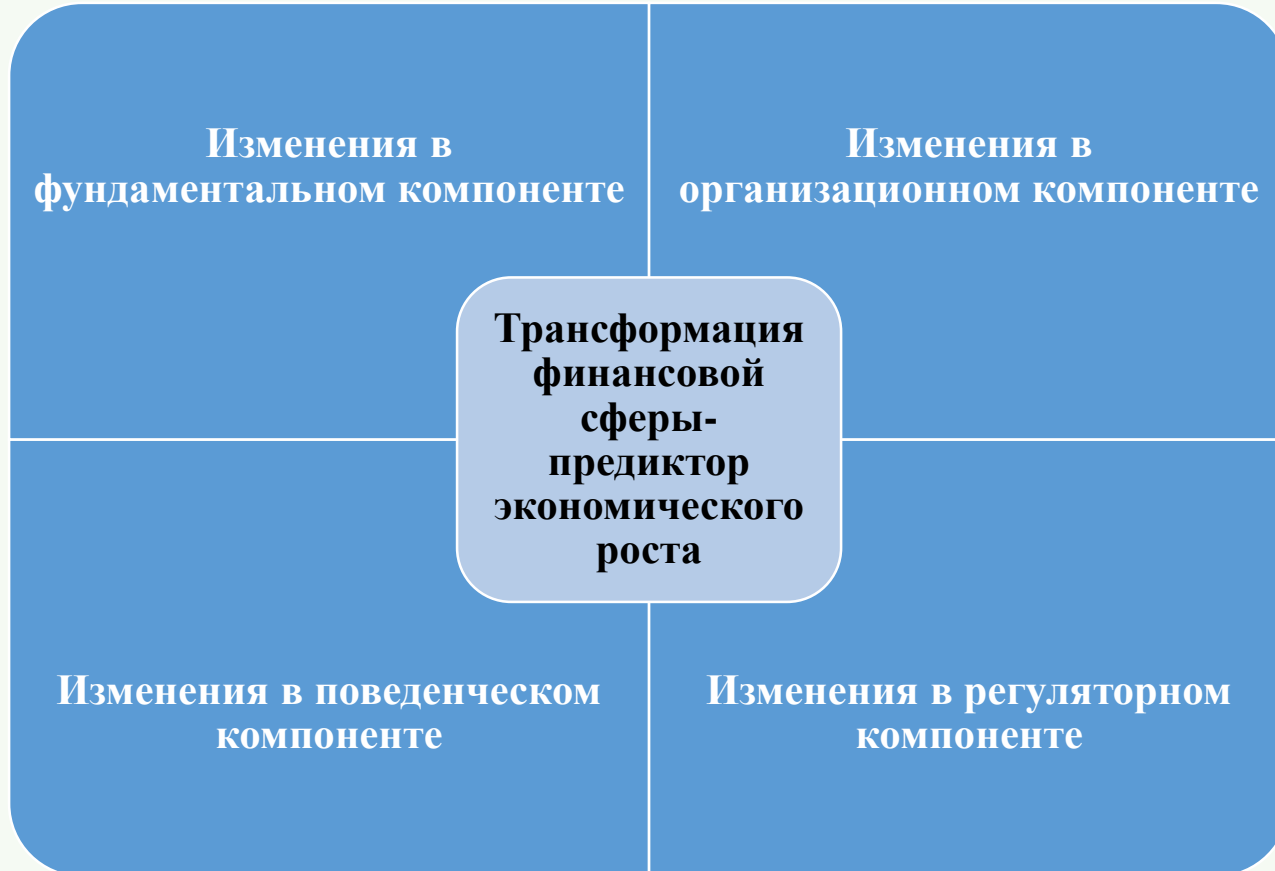 Изменения в
фундаментальном компоненте
Изменения в
организационном компоненте
Трансформация
финансовой
сферы-
предиктор
экономического
роста
Изменения в поведенческом
компоненте
Изменения в регуляторном
компоненте